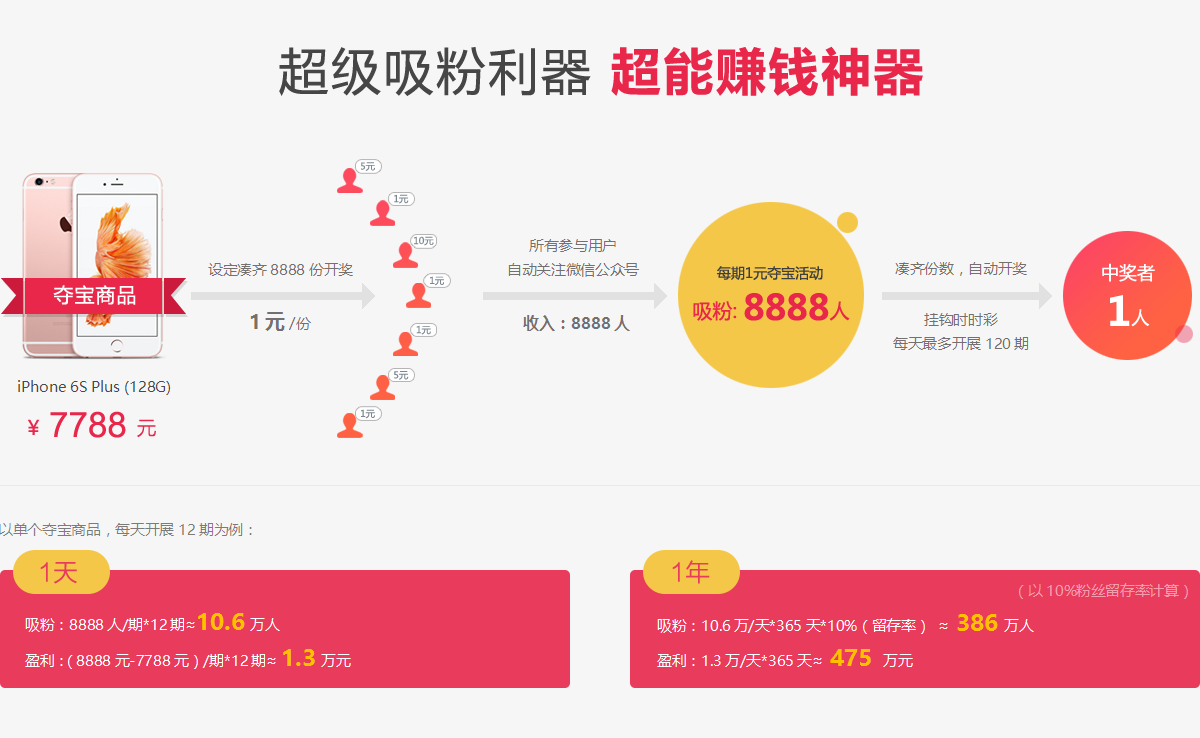 超级吸粉利器 超能赚钱神器
5元
1元
10元
1元
1元
5元
1元
夺宝商品
iPhone 6S Plus (128G)
¥ 7788 元
设定凑齐 8888 份开奖
1 元 /份
所有参与用户
自动关注微信公众号
收入：8888 人
每期1元夺宝活动
吸粉: 8888人
凑齐份数，自动开奖
挂钩时时彩
每天最多开展 120 期
中奖者
1人
以单个夺宝商品，每天开展 12 期为例：
1天
吸粉：8888 人/期*12 期≈10.6 万人
盈利：( 8888 元-7788 元 ) /期*12 期≈ 1.3 万元
1年
（以 10%粉丝留存率计算）
吸粉：10.6 万/天*365 天*10%（留存率） ≈ 386 万人
盈利：1.3 万/天*365 天≈ 475 万元